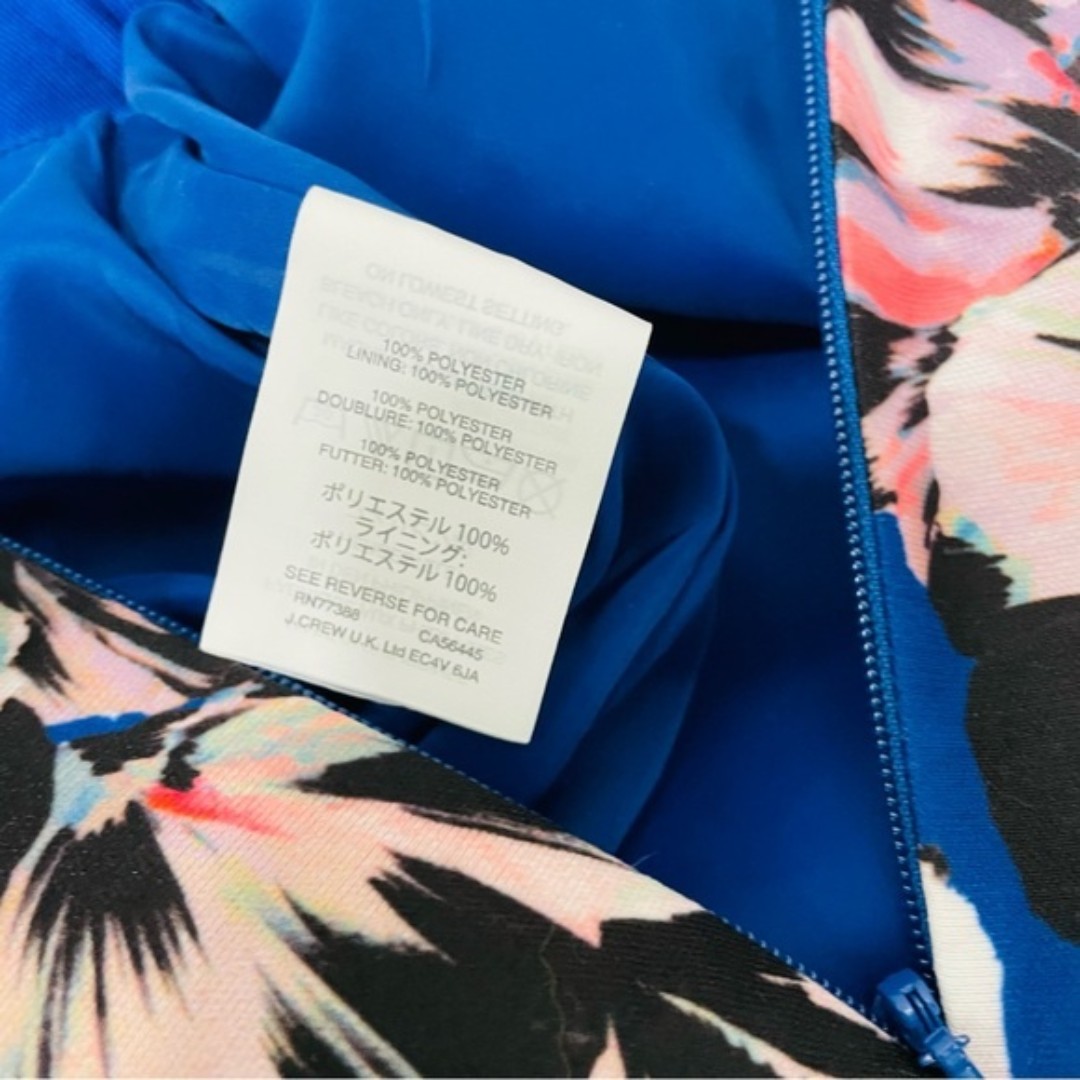 100% POLYESTER
LINING: 100% POLYESTER
100% POLYESTER
DOUBLURE: 100% POLYESTER
100% POLYESTER
FUTTER: 100% POLYESTER
ポリエステル 100%
ライニング:
ポリエステル 100%
SEE REVERSE FOR CARE
RN77388 CA56445
J.CREW U.K. Ltd EC4V 6JA